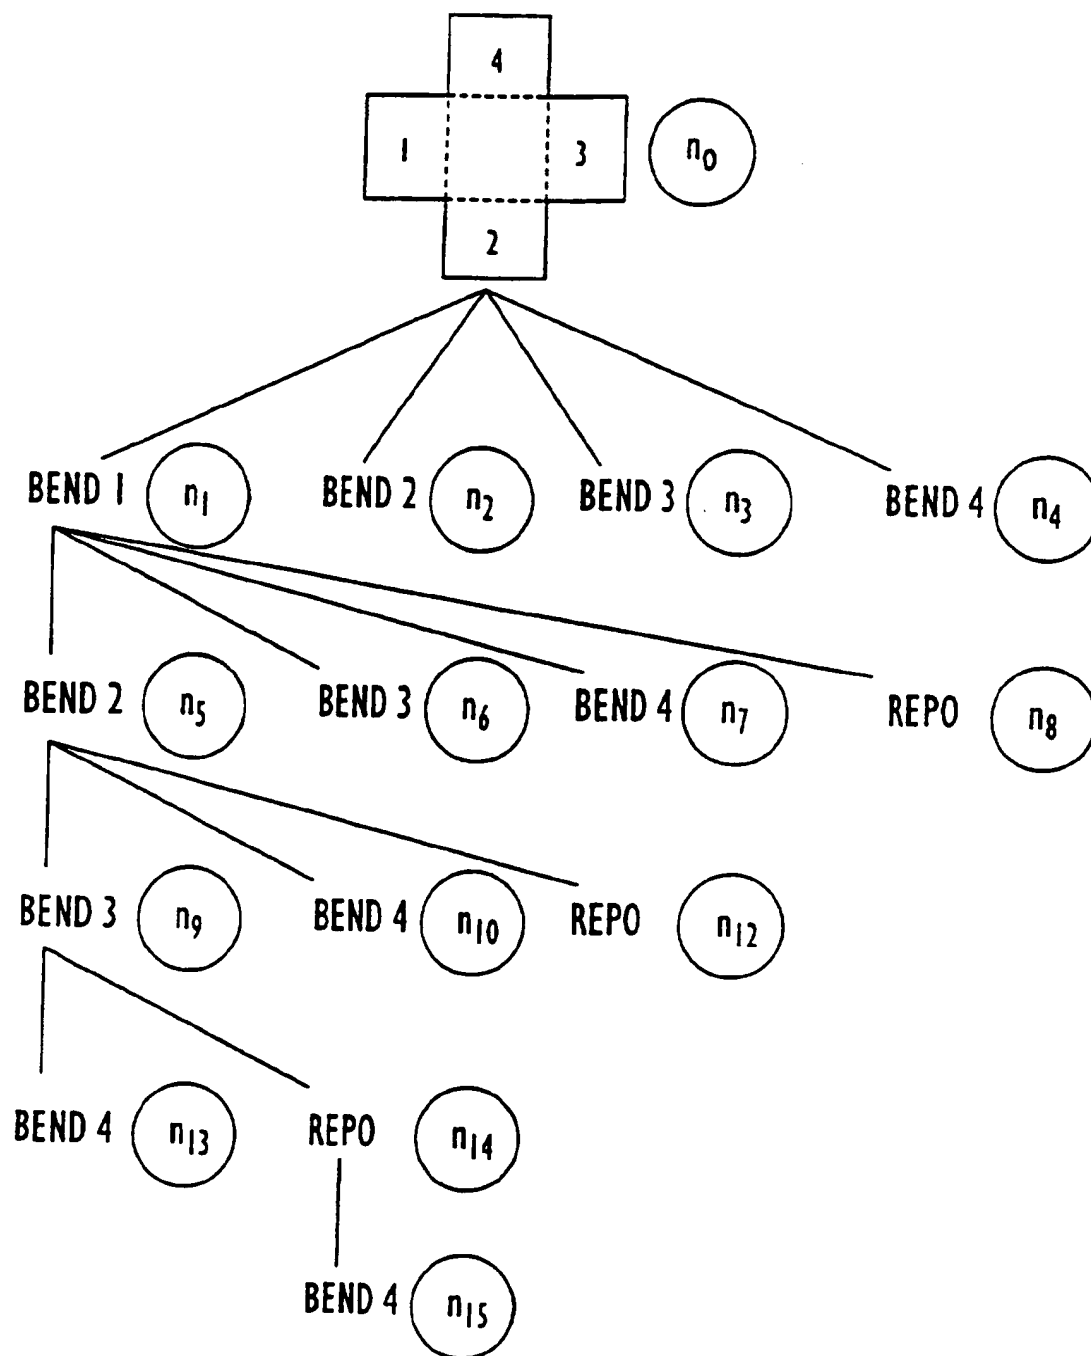 4
1 3 n₀
2
BEND 1 n₁ BEND 2 n₂ BEND 3 n₃ BEND 4 n₄
BEND 2 n₅ BEND 3 n₆ BEND 4 n₇ REPO n₈
BEND 3 n₉ BEND 4 n₁₀ REPO n₁₂
BEND 4 n₁₃ REPO n₁₄
BEND 4 n₁₅